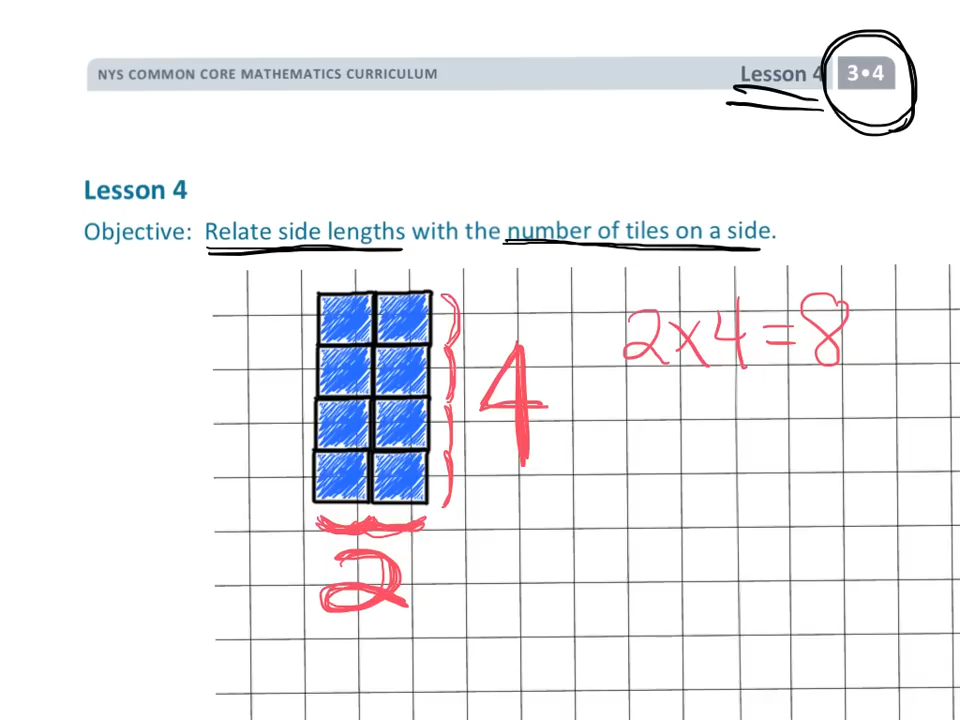 NYS COMMON CORE MATHEMATICS CURRICULUM Lesson 4 3•4
Lesson 4
Objective: Relate side lengths with the number of tiles on a side.
2x4=8
4
2